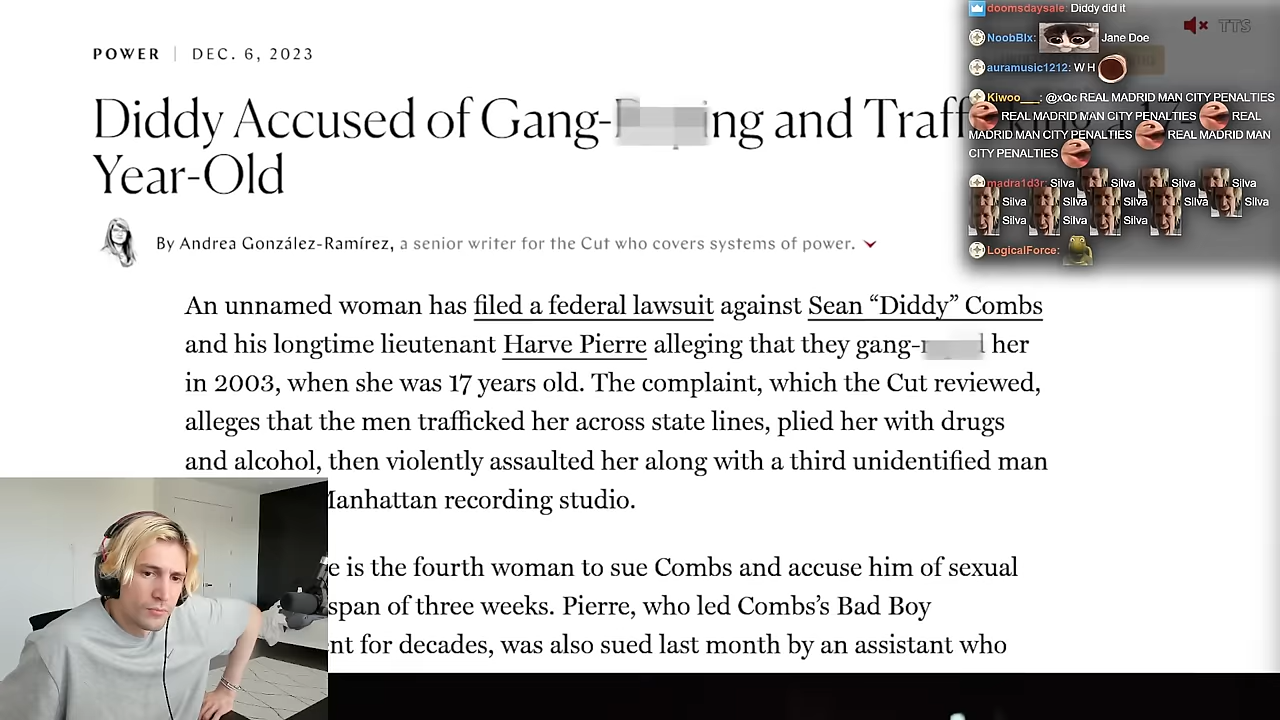 POWER | DEC. 6, 2023
Diddy Accused of Gang- ing and Traff
Year-Old
By Andrea González-Ramírez, a senior writer for the Cut who covers systems of power.
An unnamed woman has filed a federal lawsuit against Sean “Diddy” Combs
and his longtime lieutenant Harve Pierre alleging that they gang- her
in 2003, when she was 17 years old. The complaint, which the Cut reviewed,
alleges that the men trafficked her across state lines, plied her with drugs
and alcohol, then violently assaulted her along with a third unidentified man
Manhattan recording studio.
e is the fourth woman to sue Combs and accuse him of sexual
span of three weeks. Pierre, who led Combs’s Bad Boy
nt for decades, was also sued last month by an assistant who
doomsdaysale: Diddy did it
TTS
NoobBIx: Jane Doe
auramusic1212: W H
Kiwoo___: @xQc REAL MADRID MAN CITY PENALTIES
REAL MADRID MAN CITY PENALTIES REAL
MADRID MAN CITY PENALTIES REAL MADRID MAN
CITY PENALTIES
madra1d3r: Silva Silva Silva Silva
Silva Silva Silva Silva Silva
Silva Silva Silva
LogicalForce: